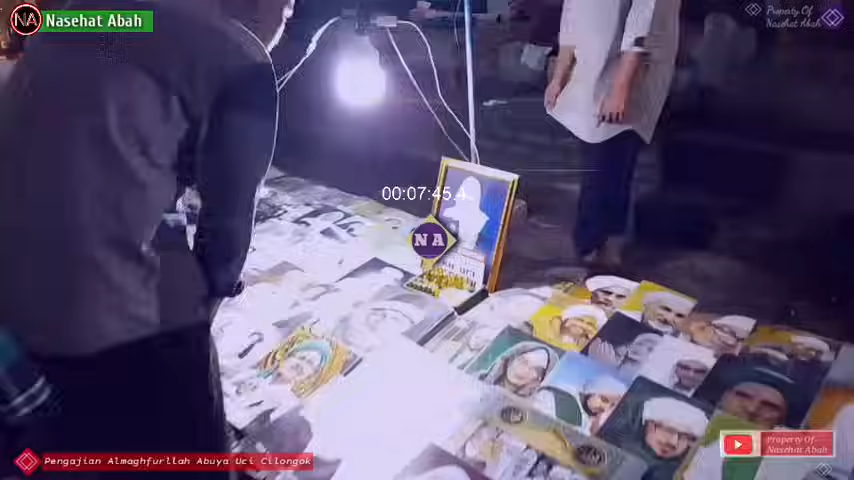 NA Nasehat Abah
Property Of
Nasehat Abah
00:07:45.4
NA
Pengajian Almaghfurllah Abuya Uci Cilongok
Property Of
Nasehat Abah